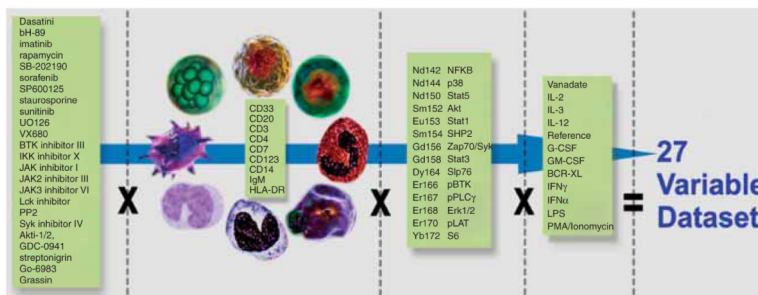 Dasatini
bH-89
imatinib
rapamycin
SB-202190
sorafenib
SP600125
staurosporine
sunitinib
UO126
VX680
BTK inhibitor III
IKK inhibitor X
JAK inhibitor I
JAK2 inhibitor III
JAK3 inhibitor VI
Lck inhibitor
PP2
Syk inhibitor IV
Akti-1/2,
GDC-0941
streptonigrin
Go-6983
Grassin
X
CD33
CD20
CD3
CD4
CD7
CD123
CD14
IgM
HLA-DR
X
Nd142 NFKB
Nd144 p38
Nd150 Stat5
Sm152 Akt
Eu153 Stat1
Sm154 SHP2
Gd156 Zap70/Syk
Gd158 Stat3
Dy164 Slp76
Er166 pBTK
Er167 pPLCγ
Er168 Erk1/2
Er170 pLAT
Yb172 S6
X
Vanadate
IL-2
IL-3
IL-12
Reference
G-CSF
GM-CSF
BCR-XL
IFNγ
IFNα
LPS
PMA/Ionomycin
=
27
Variable
Dataset